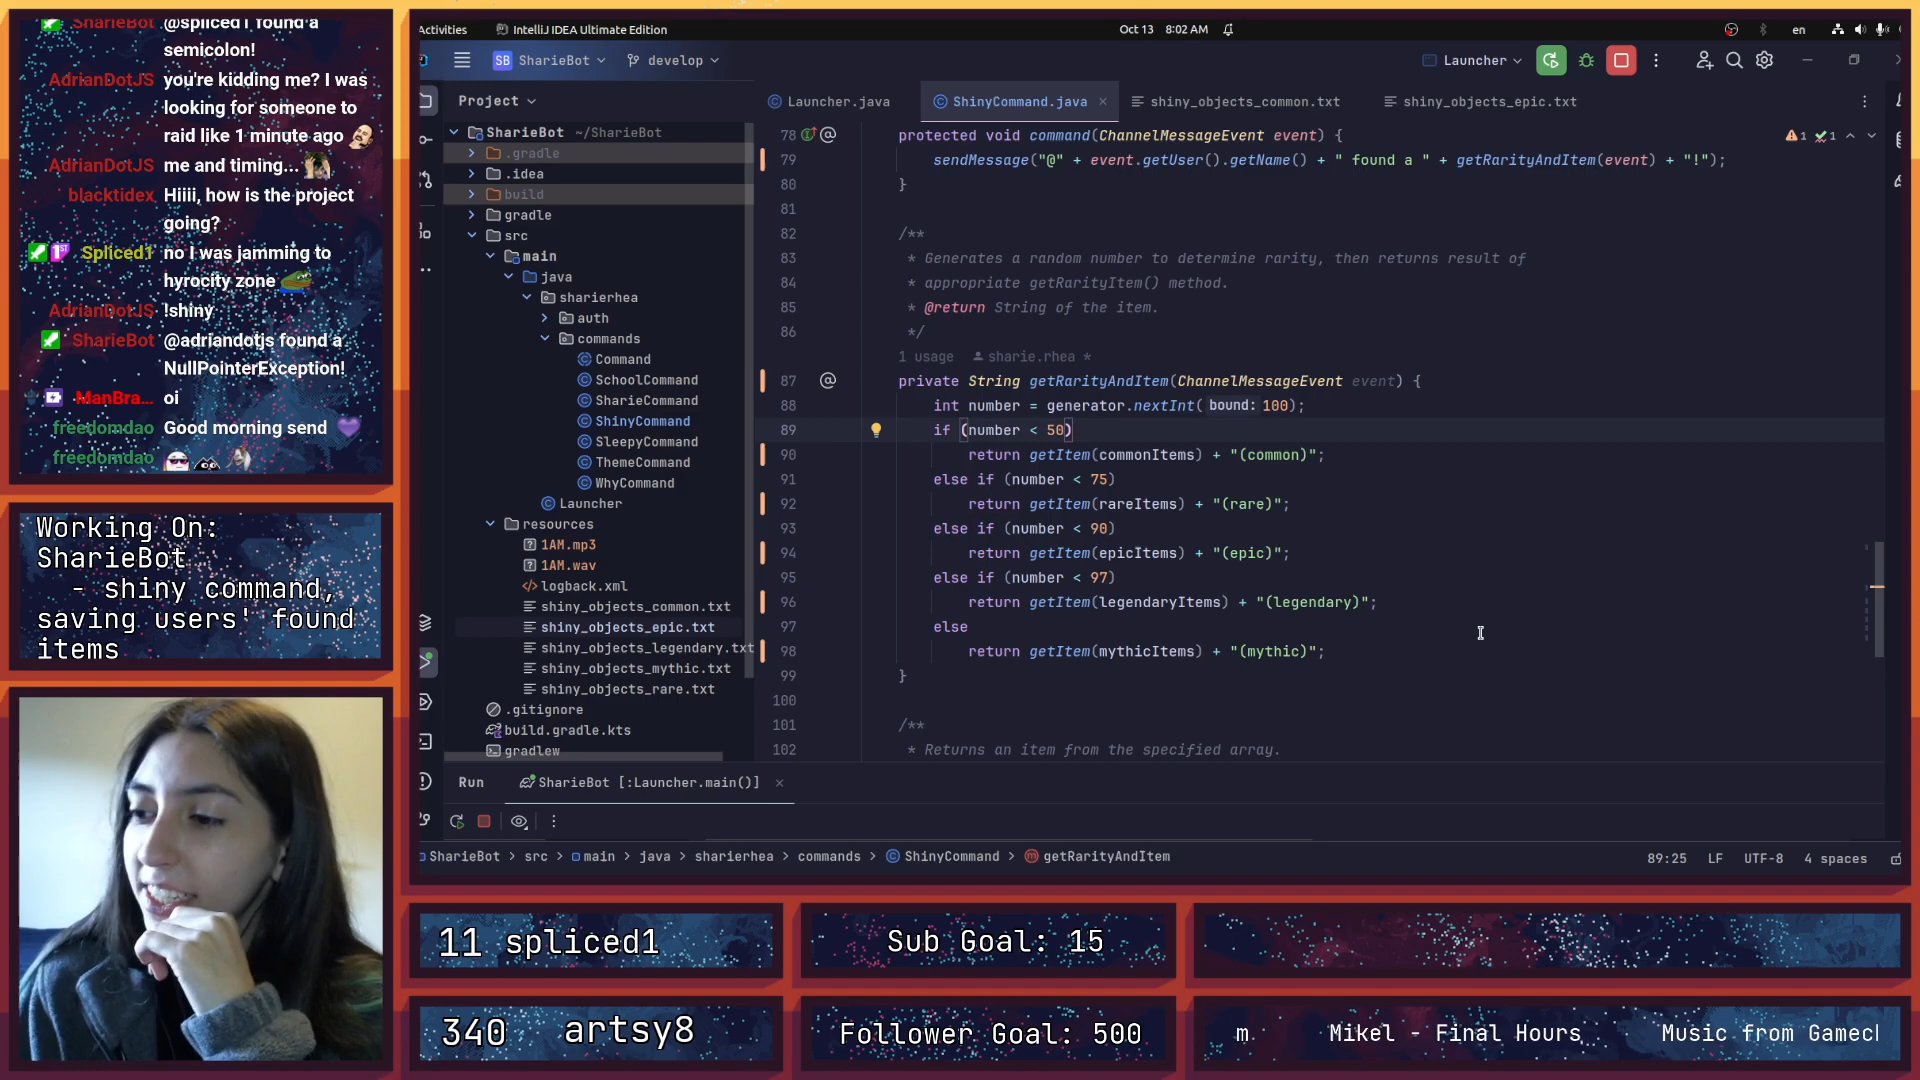 SharieBot @spliced1 found a
semicolon!
AdrianDotJS you're kidding me? I was
looking for someone to
raid like 1 minute ago
AdrianDotJS me and timing...
blacktidex Hiiii, how is the project
going?
Spliced1 no I was jamming to
hyrocity zone
AdrianDotJS !shiny
SharieBot @adriandotjs found a
NullPointerException!
ManBra... oi
freedomdao Good morning send
freedomdao
Working On:
SharieBot
- shiny command,
saving users' found
items
Activities
IntelliJ IDEA Ultimate Edition
Oct 13 8:02 AM
en
SB SharieBot
develop
Launcher
Project
Launcher.java
ShinyCommand.java
shiny_objects_common.txt
shiny_objects_epic.txt
SharieBot ~/SharieBot
.gradle
.idea
build
gradle
src
main
java
sharierhea
auth
commands
Command
SchoolCommand
SharieCommand
ShinyCommand
SleepyCommand
ThemeCommand
WhyCommand
Launcher
resources
1AM.mp3
1AM.wav
logback.xml
shiny_objects_common.txt
shiny_objects_epic.txt
shiny_objects_legendary.txt
shiny_objects_mythic.txt
shiny_objects_rare.txt
.gitignore
build.gradle.kts
gradlew
1 1
78 protected void command(ChannelMessageEvent event) {
79 sendMessage("@" + event.getUser().getName() + " found a " + getRarityAndItem(event) + "!");
80 }
81
82 /**
83 * Generates a random number to determine rarity, then returns result of
84 * appropriate getRarityItem() method.
85 * @return String of the item.
86 */
1 usage sharie.rhea *
87 private String getRarityAndItem(ChannelMessageEvent event) {
88 int number = generator.nextInt( bound: 100);
89 if (number < 50)
90 return getItem(commonItems) + "(common)";
91 else if (number < 75)
92 return getItem(rareItems) + "(rare)";
93 else if (number < 90)
94 return getItem(epicItems) + "(epic)";
95 else if (number < 97)
96 return getItem(legendaryItems) + "(legendary)";
97 else
98 return getItem(mythicItems) + "(mythic)";
99 }
100
101 /**
102 * Returns an item from the specified array.
Run
SharieBot [:Launcher.main()]
SharieBot > src > main > java > sharierhea > commands > ShinyCommand > getRarityAndItem
89:25 LF UTF-8 4 spaces
11 spliced1
Sub Goal: 15
340 artsy8
Follower Goal: 500
m Mikel - Final Hours Music from Gamecl